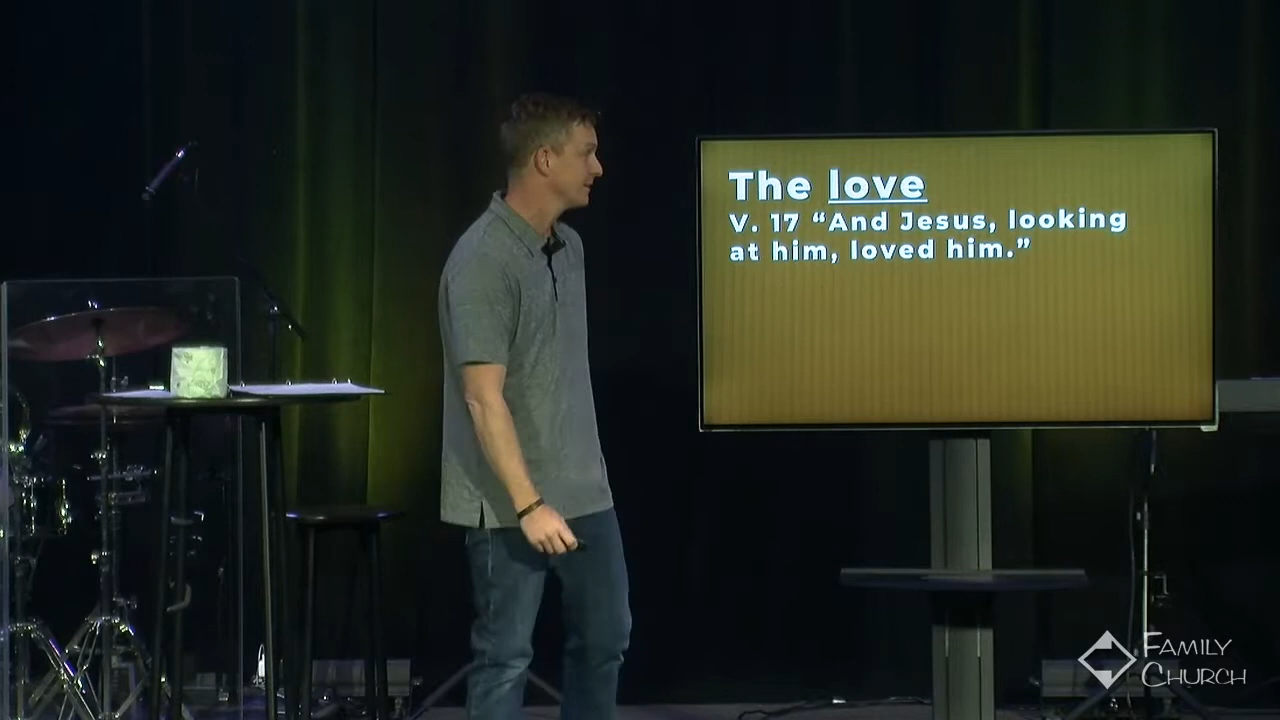 The love
V. 17 “And Jesus, looking
at him, loved him.”
FAMILY
CHURCH